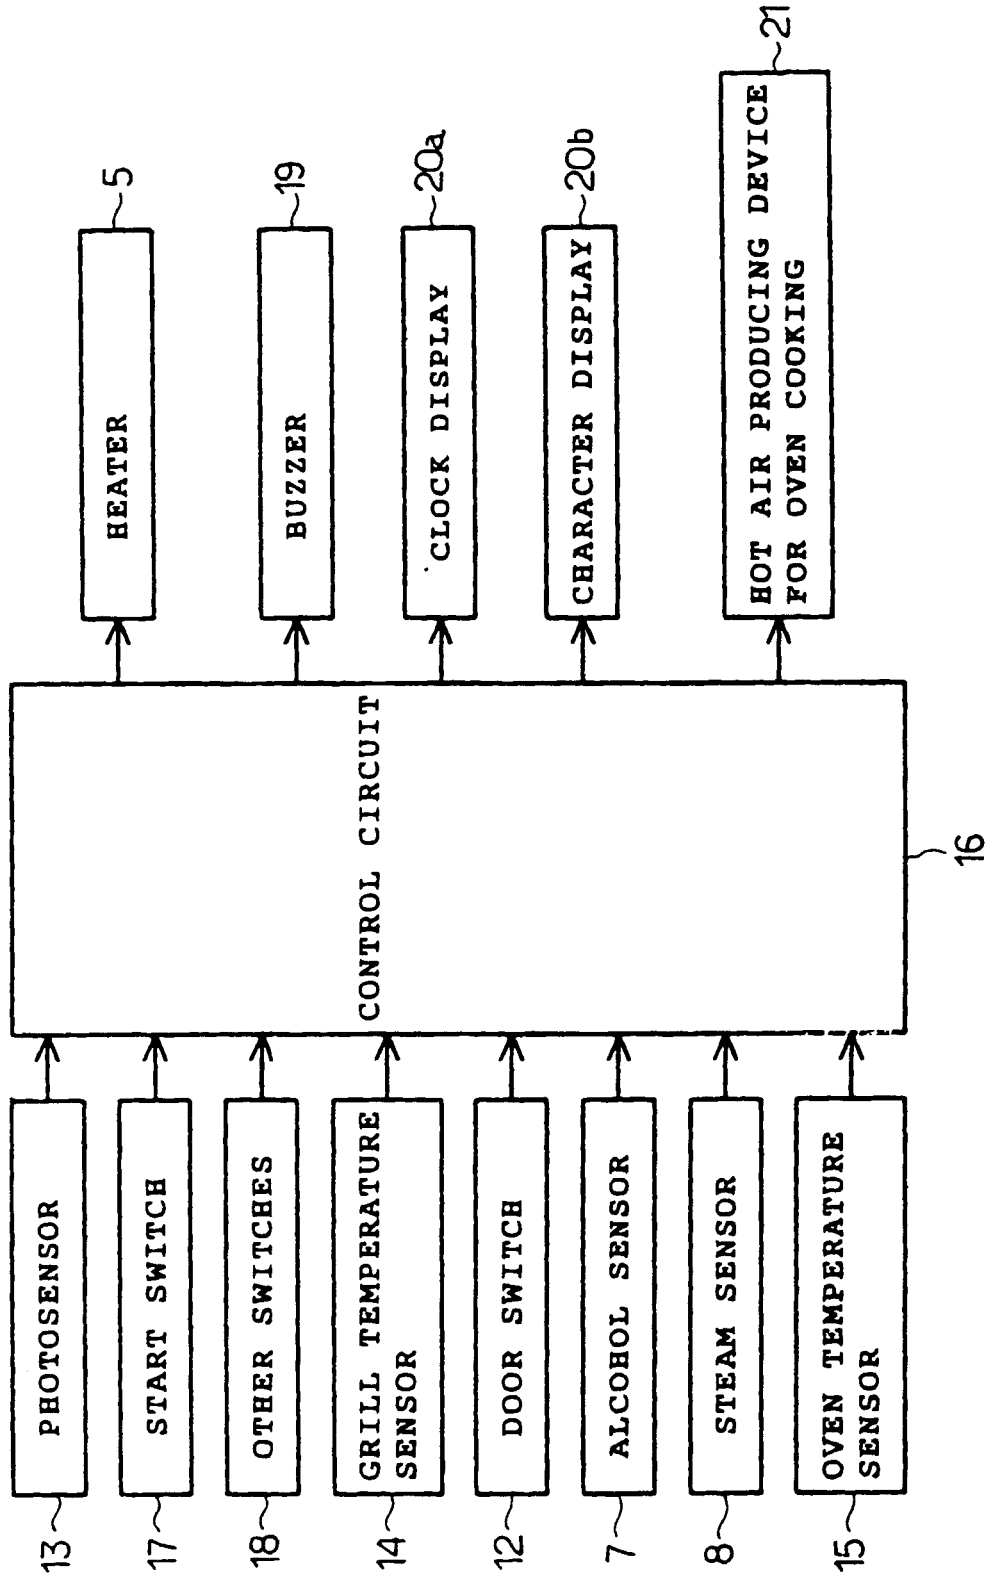 13
PHOTOSENSOR
17
START SWITCH
18
OTHER SWITCHES
14
GRILL TEMPERATURE
SENSOR
12
DOOR SWITCH
7
ALCOHOL SENSOR
8
STEAM SENSOR
15
OVEN TEMPERATURE
SENSOR
CONTROL CIRCUIT
16
HEATER
5
BUZZER
19
CLOCK DISPLAY
20a
CHARACTER DISPLAY
20b
HOT AIR PRODUCING DEVICE
FOR OVEN COOKING
21